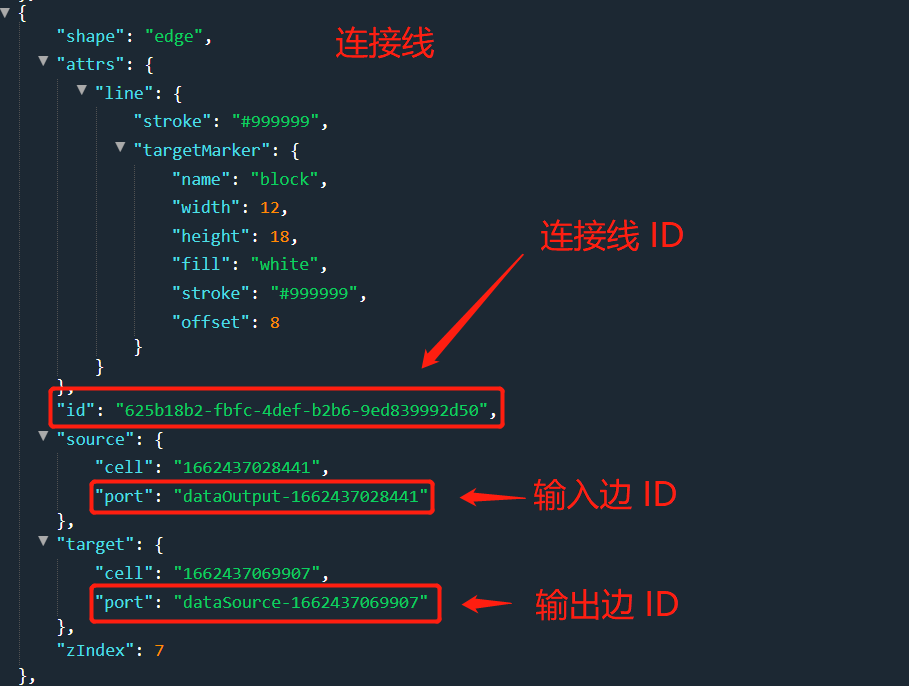 {
"shape": "edge",
连接线
"attrs": {
"line": {
"stroke": "#999999",
"targetMarker": {
"name": "block",
"width": 12,
"height": 18,
"fill": "white",
"stroke": "#999999",
"offset": 8
}
}
},
连接线 ID
"id": "625b18b2-fbfc-4def-b2b6-9ed839992d50",
"source": {
"cell": "1662437028441",
"port": "dataOutput-1662437028441"
输入边 ID
},
"target": {
"cell": "1662437069907",
"port": "dataSource-1662437069907"
输出边 ID
},
"zIndex": 7
},